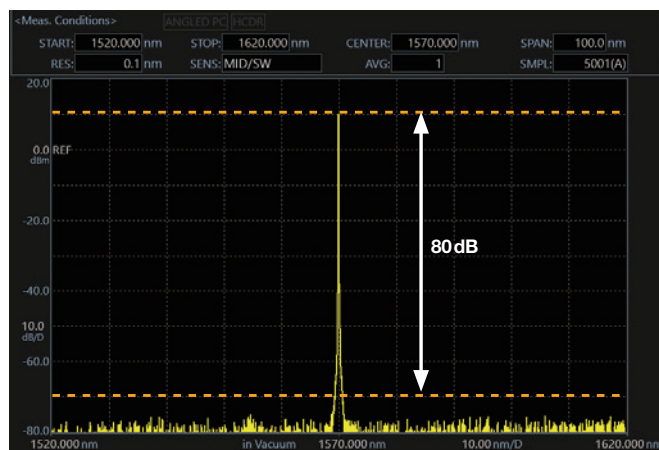 <Meas. Conditions> ANGLED PC HCDR
START: 1520.000 nm STOP: 1620.000 nm CENTER: 1570.000 nm SPAN: 100.0 nm
RES: 0.1 nm SENS: MID/SW AVG: 1 SMPL: 5001(A)
20.0
0.0 REF
dBm
-20.0
80 dB
-40.0
10.0
dB/D
-60.0
-80.0
1520.000 nm in Vacuum 1570.000 nm 10.00 nm/D 1620.000 nm